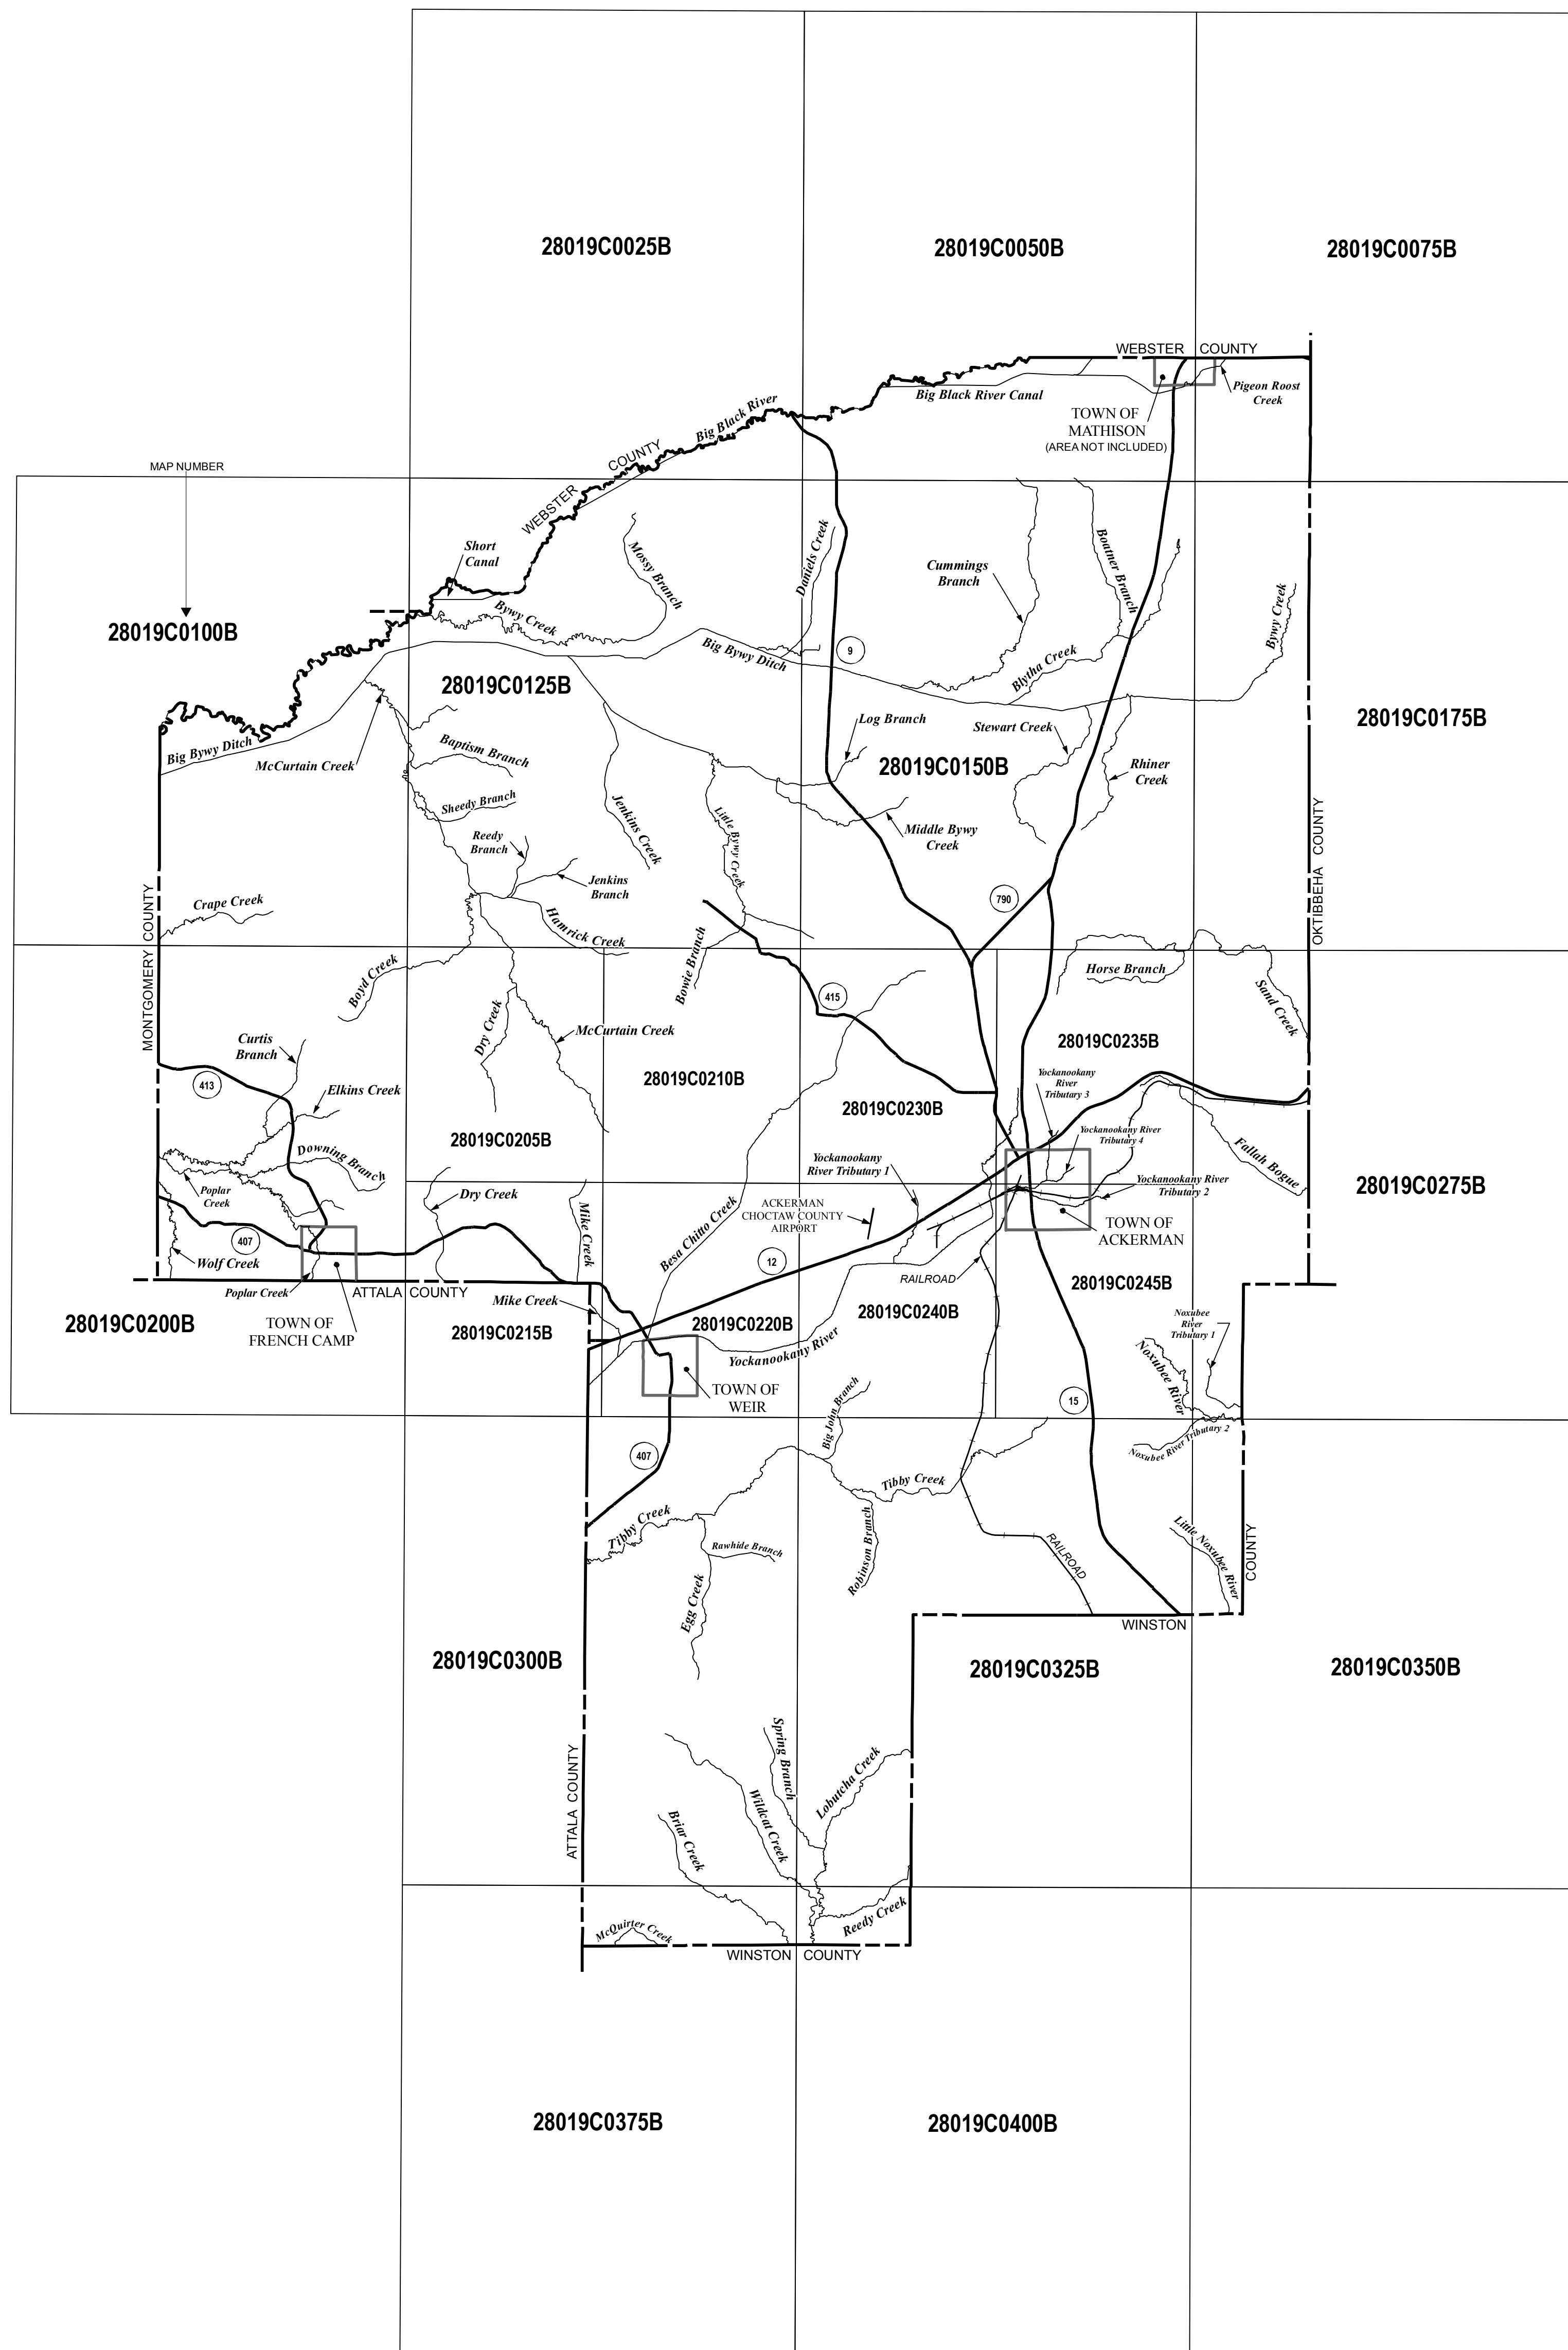 28019C0025B
28019C0050B
28019C0075B
WEBSTER COUNTY
Big Black River Canal
Pigeon Roost
Creek
Big Black River
TOWN OF
MATHISON
(AREA NOT INCLUDED)
WEBSTER COUNTY
MAP NUMBER
28019C0100B
Short
Canal
Mossy Branch
Daniels Creek
Cummings
Branch
Boatner Branch
Bywy Creek
Bywy Creek
Big Bywy Ditch
9
Blytha Creek
28019C0125B
28019C0175B
Log Branch
Stewart Creek
Big Bywy Ditch
McCurtain Creek
Baptism Branch
28019C0150B
Rhiner
Creek
Sheedy Branch
Jenkins Creek
Little Bywy Creek
Middle Bywy
Creek
Reedy
Branch
Jenkins
Branch
OKTIBBEHA COUNTY
MONTGOMERY COUNTY
Crape Creek
Hamrick Creek
790
Boyd Creek
Bowie Branch
Horse Branch
415
Sand Creek
Curtis
Branch
Dry Creek
McCurtain Creek
28019C0235B
413
Elkins Creek
28019C0210B
Yockanookany
River
Tributary 3
28019C0230B
28019C0205B
Downing Branch
Yockanookany River
Tributary 4
Fallah Bogue
Yockanookany
River Tributary 1
Poplar
Creek
Dry Creek
Yockanookany River
Tributary 2
28019C0275B
ACKERMAN
CHOCTAW COUNTY
AIRPORT
Mike Creek
Besa Chitto Creek
TOWN OF
ACKERMAN
407
Wolf Creek
12
RAILROAD
28019C0245B
Poplar Creek
ATTALA COUNTY
Mike Creek
28019C0200B
TOWN OF
FRENCH CAMP
28019C0215B
28019C0220B
28019C0240B
Noxubee
River
Tributary 1
Yockanookany River
Noxubee River
TOWN OF
WEIR
15
Big John Branch
Noxubee River Tributary 2
407
Tibby Creek
Tibby Creek
Rawhide Branch
Robinson Branch
RAILROAD
Little Noxubee River
COUNTY
Egg Creek
WINSTON
28019C0300B
28019C0325B
28019C0350B
Spring Branch
Lobutcha Creek
Wildcat Creek
Briar Creek
ATTALA COUNTY
Reedy Creek
McQuirter Creek
WINSTON COUNTY
28019C0375B
28019C0400B